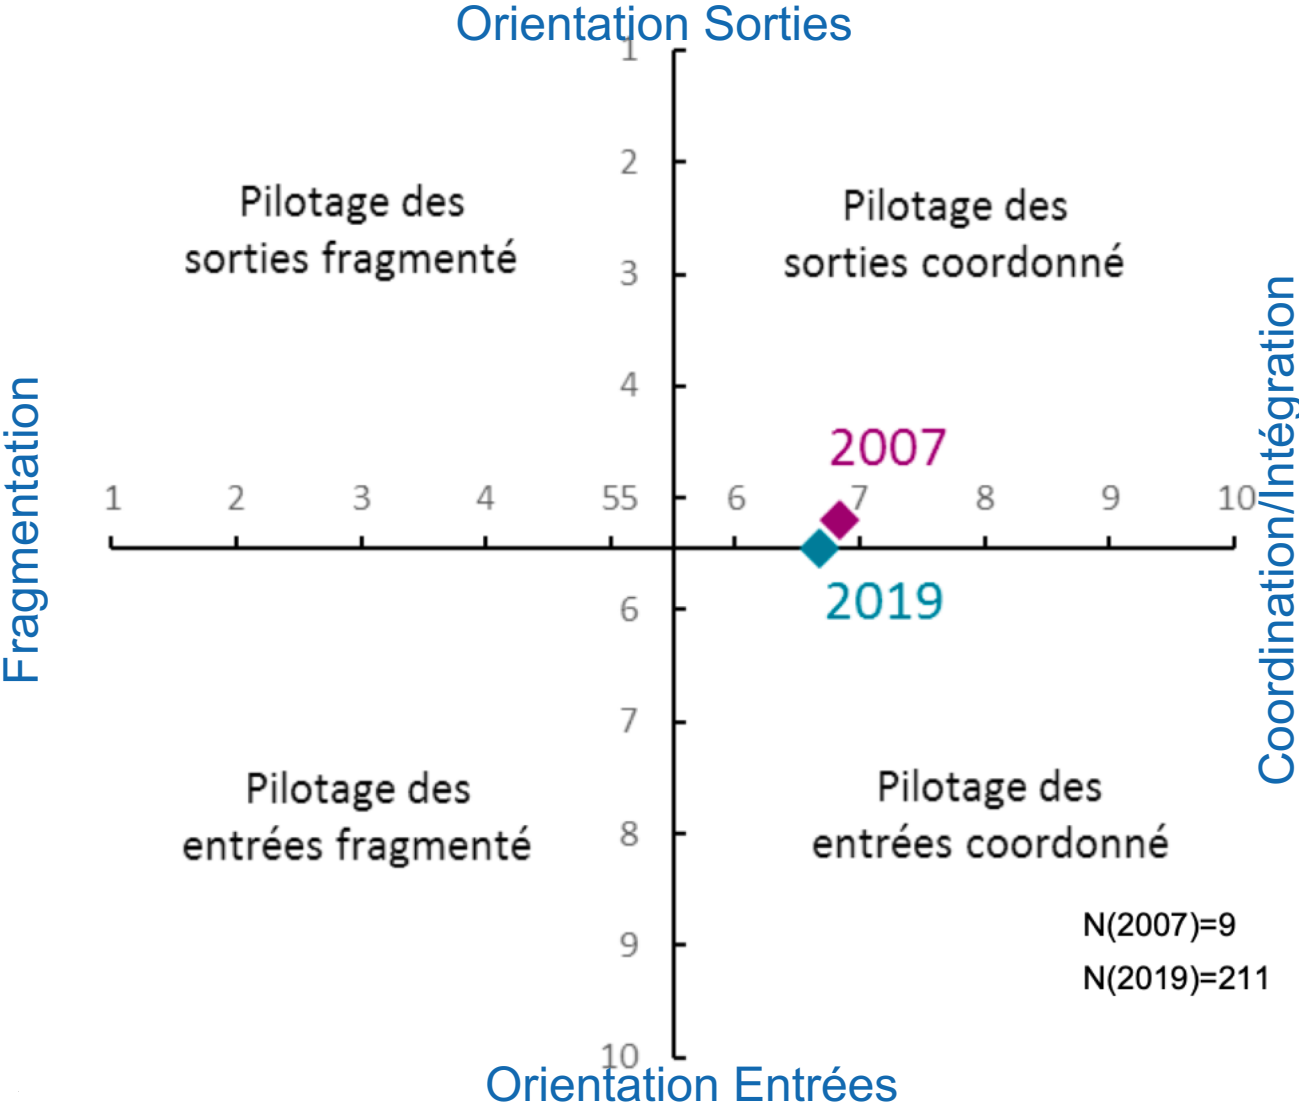 Orientation Sorties
1
2
Pilotage des
sorties fragmenté
Pilotage des
sorties coordonné
3
4
Fragmentation
Coordination/Intégration
2007
1 2 3 4 55 6 7 8 9 10
2019
6
7
Pilotage des
entrées fragmenté
Pilotage des
entrées coordonné
8
N(2007)=9
9
N(2019)=211
10
Orientation Entrées